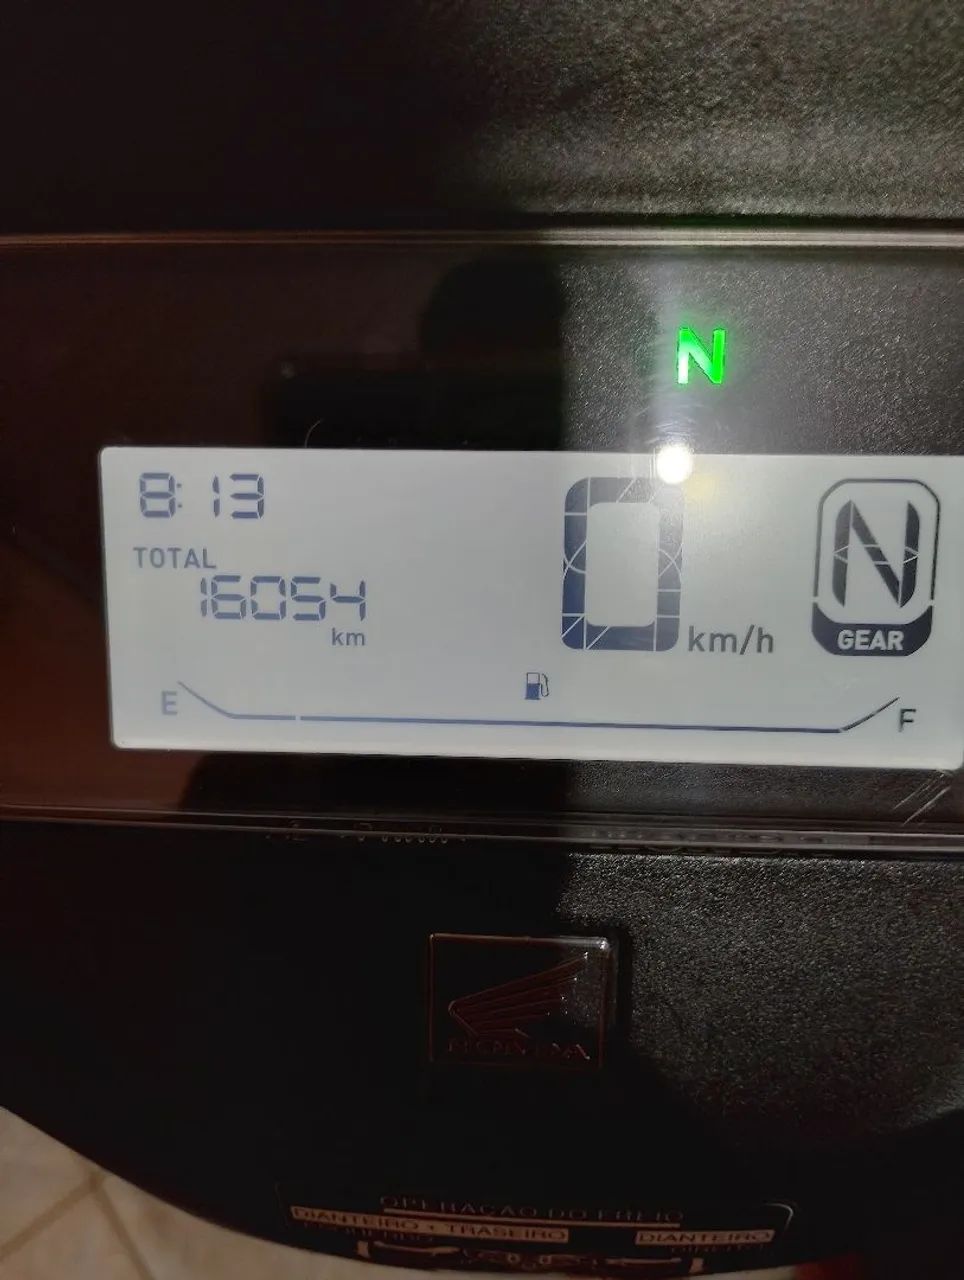 N
8:13
TOTAL
16054
km
0 km/h
N
GEAR
E
F
HONDA
OPERAÇÃO DO FREIO
DIANTEIRO + TRASEIRO
DIANTEIRO